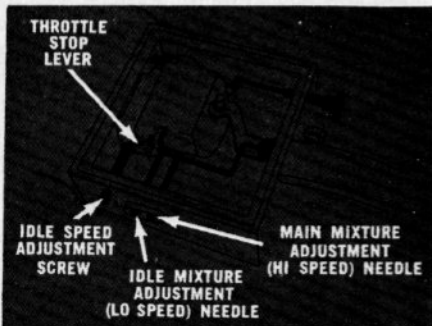 THROTTLE
STOP
LEVER
IDLE SPEED
ADJUSTMENT
SCREW
IDLE MIXTURE
ADJUSTMENT
(LO SPEED) NEEDLE
MAIN MIXTURE
ADJUSTMENT
(HI SPEED) NEEDLE